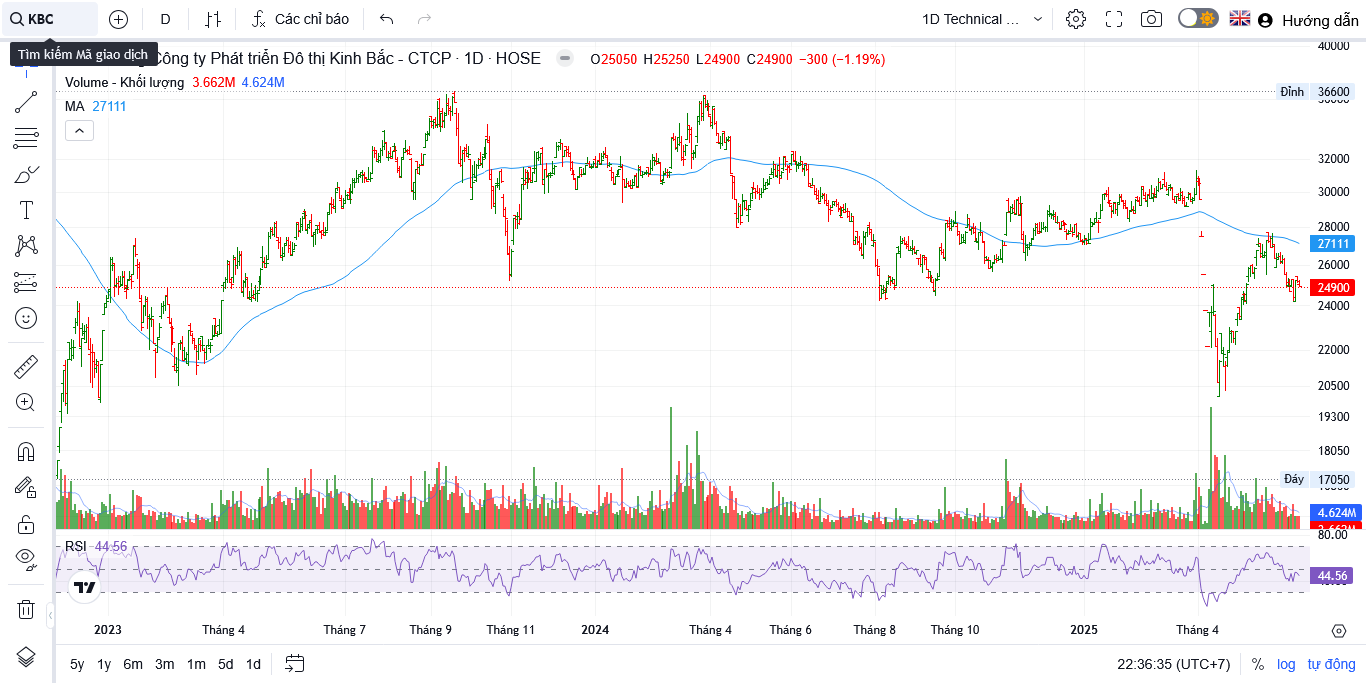 KBC
D
Các chỉ báo
1D Technical ...
Hướng dẫn
Tìm kiếm Mã giao dịch
Công ty Phát triển Đô thị Kinh Bắc - CTCP · 1D · HOSE
O25050 H25250 L24900 C24900 −300 (−1.19%)
Volume - Khối lượng 3.662M 4.624M
MA 27111
40000
Đỉnh 36600
32000
30000
28000
27111
26000
24900
24000
22000
20500
19300
18050
Đáy 17050
4.624M
3.662M
80.00
RSI 44.56
44.56
2023
Tháng 4
Tháng 7
Tháng 9
Tháng 11
2024
Tháng 4
Tháng 6
Tháng 8
Tháng 10
2025
Tháng 4
5y 1y 6m 3m 1m 5d 1d
22:36:35 (UTC+7)
% log tự động